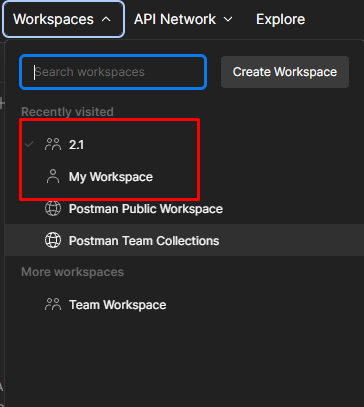 Workspaces API Network Explore
Search workspaces Create Workspace
Recently visited
2.1
My Workspace
Postman Public Workspace
Postman Team Collections
More workspaces
Team Workspace